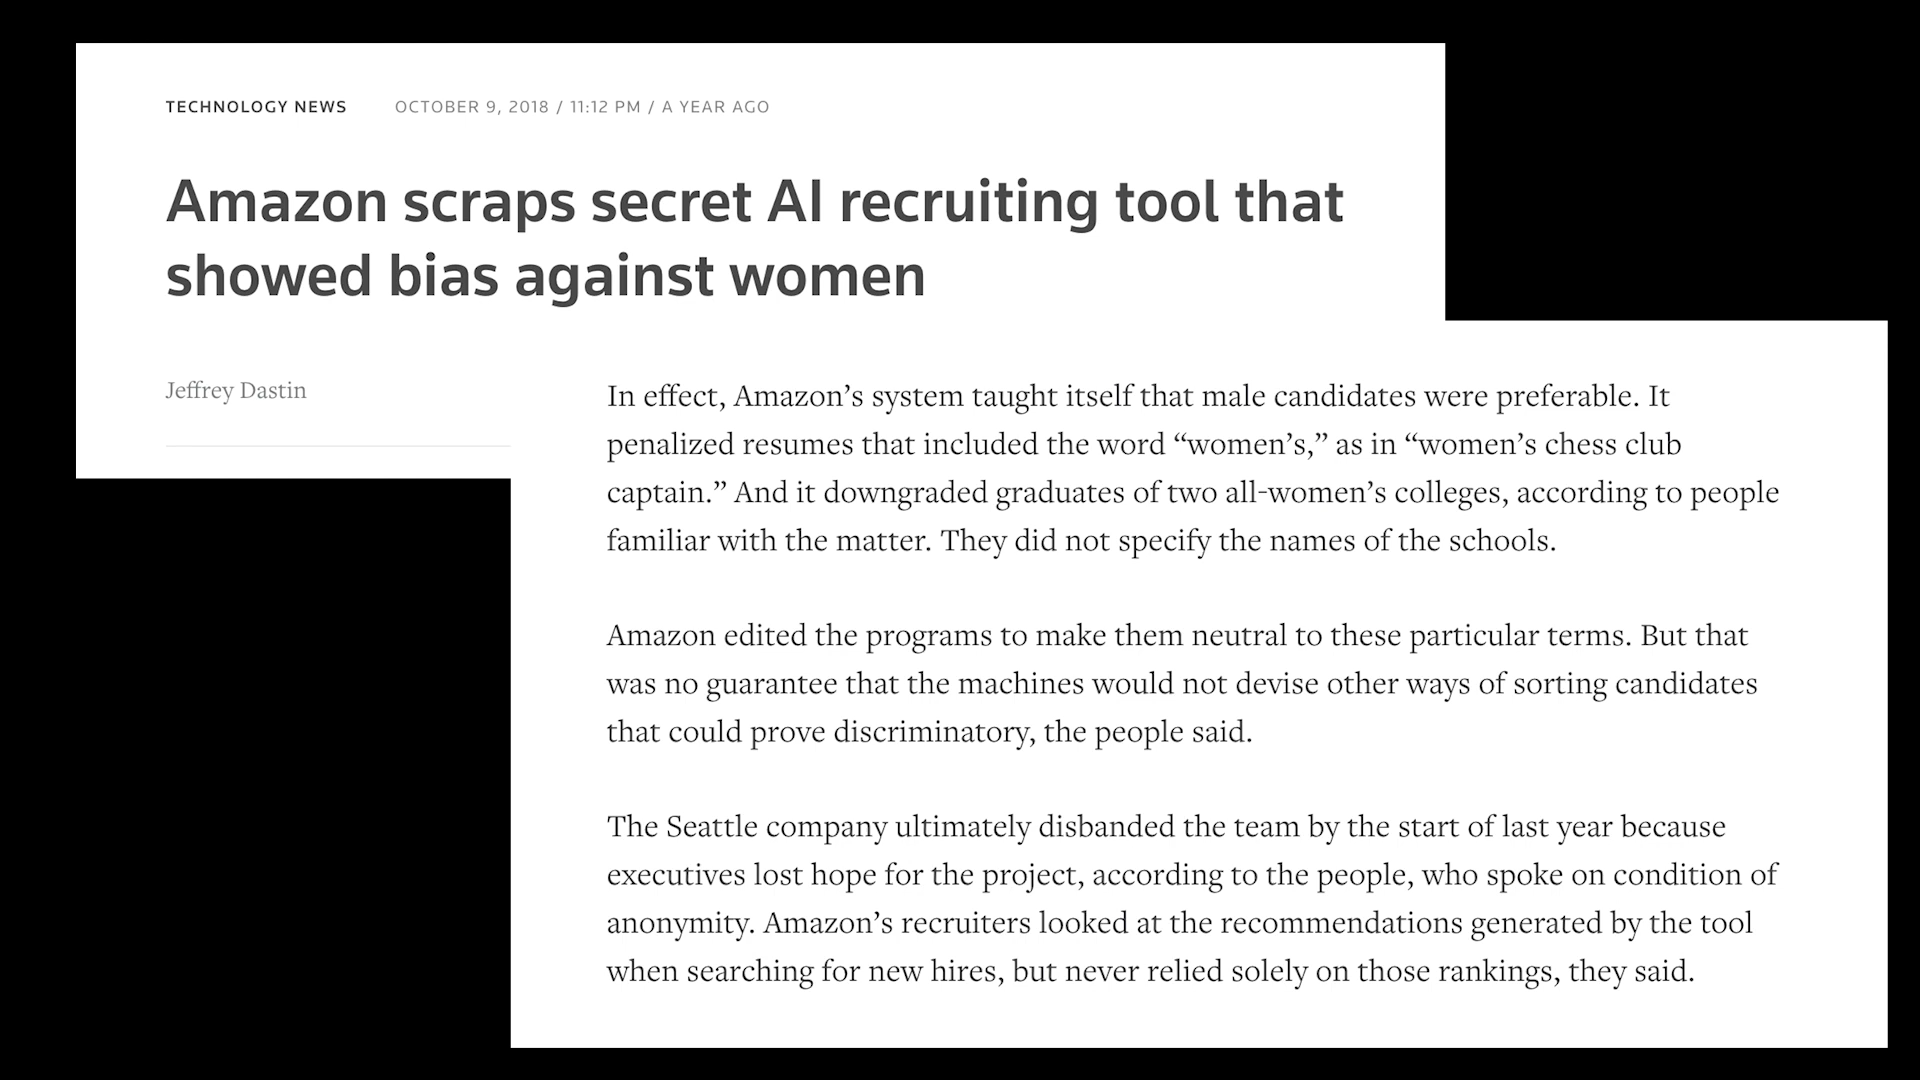 TECHNOLOGY NEWS OCTOBER 9, 2018 / 11:12 PM / A YEAR AGO
Amazon scraps secret AI recruiting tool that
showed bias against women
Jeffrey Dastin
In effect, Amazon’s system taught itself that male candidates were preferable. It
penalized resumes that included the word “women’s,” as in “women’s chess club
captain.” And it downgraded graduates of two all-women’s colleges, according to people
familiar with the matter. They did not specify the names of the schools.
Amazon edited the programs to make them neutral to these particular terms. But that
was no guarantee that the machines would not devise other ways of sorting candidates
that could prove discriminatory, the people said.
The Seattle company ultimately disbanded the team by the start of last year because
executives lost hope for the project, according to the people, who spoke on condition of
anonymity. Amazon’s recruiters looked at the recommendations generated by the tool
when searching for new hires, but never relied solely on those rankings, they said.